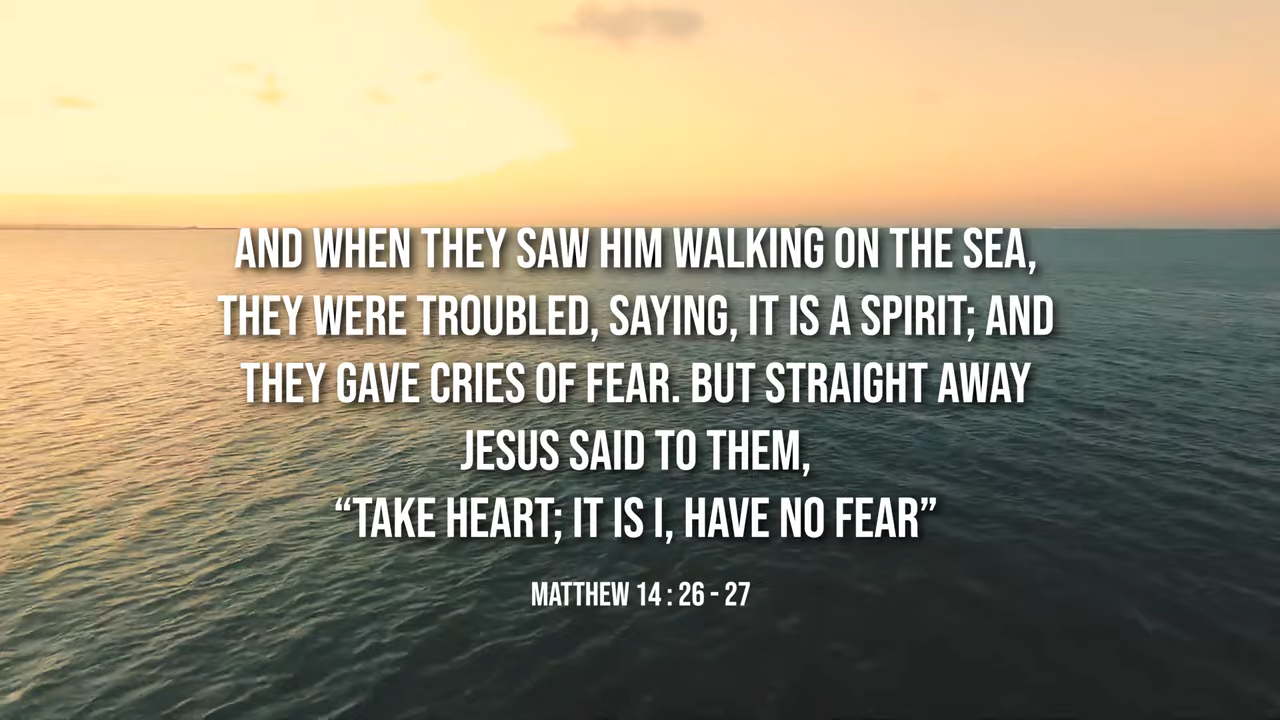 AND WHEN THEY SAW HIM WALKING ON THE SEA,
THEY WERE TROUBLED, SAYING, IT IS A SPIRIT; AND
THEY GAVE CRIES OF FEAR. BUT STRAIGHT AWAY
JESUS SAID TO THEM,
“TAKE HEART; IT IS I, HAVE NO FEAR”
MATTHEW 14 : 26 - 27